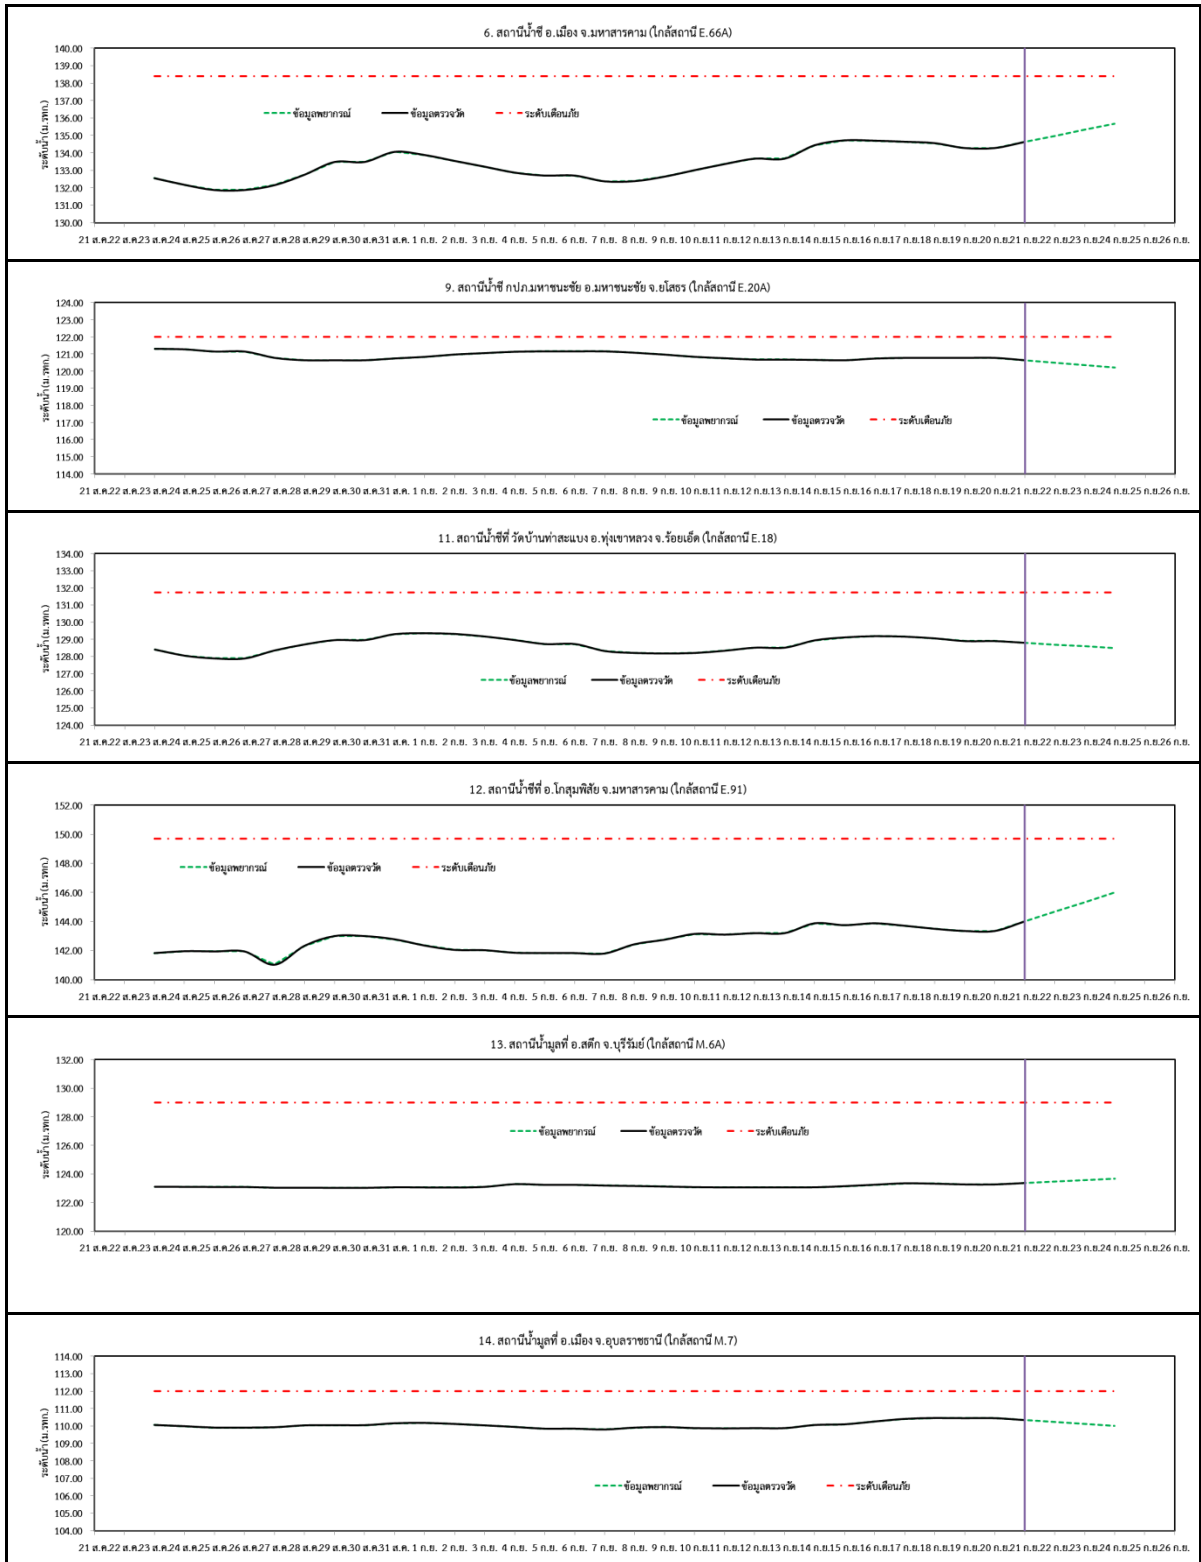 6. สถานีน้ำชี อ.เมือง จ.มหาสารคาม (ใกล้สถานี E.66A)
ระดับน้ำ (ม.รทก.)
140.00
139.00
138.00
137.00
136.00
135.00
134.00
133.00
132.00
131.00
130.00
ข้อมูลพยากรณ์ ข้อมูลตรวจวัด ระดับเตือนภัย
21 ส.ค. 22 ส.ค. 23 ส.ค. 24 ส.ค. 25 ส.ค. 26 ส.ค. 27 ส.ค. 28 ส.ค. 29 ส.ค. 30 ส.ค. 31 ส.ค. 1 ก.ย. 2 ก.ย. 3 ก.ย. 4 ก.ย. 5 ก.ย. 6 ก.ย. 7 ก.ย. 8 ก.ย. 9 ก.ย. 10 ก.ย. 11 ก.ย. 12 ก.ย. 13 ก.ย. 14 ก.ย. 15 ก.ย. 16 ก.ย. 17 ก.ย. 18 ก.ย. 19 ก.ย. 20 ก.ย. 21 ก.ย. 22 ก.ย. 23 ก.ย. 24 ก.ย. 25 ก.ย. 26 ก.ย.
9. สถานีน้ำชี กปภ.มหาชนะชัย อ.มหาชนะชัย จ.ยโสธร (ใกล้สถานี E.20A)
ระดับน้ำ (ม.รทก.)
124.00
123.00
122.00
121.00
120.00
119.00
118.00
117.00
116.00
115.00
114.00
ข้อมูลพยากรณ์ ข้อมูลตรวจวัด ระดับเตือนภัย
21 ส.ค. 22 ส.ค. 23 ส.ค. 24 ส.ค. 25 ส.ค. 26 ส.ค. 27 ส.ค. 28 ส.ค. 29 ส.ค. 30 ส.ค. 31 ส.ค. 1 ก.ย. 2 ก.ย. 3 ก.ย. 4 ก.ย. 5 ก.ย. 6 ก.ย. 7 ก.ย. 8 ก.ย. 9 ก.ย. 10 ก.ย. 11 ก.ย. 12 ก.ย. 13 ก.ย. 14 ก.ย. 15 ก.ย. 16 ก.ย. 17 ก.ย. 18 ก.ย. 19 ก.ย. 20 ก.ย. 21 ก.ย. 22 ก.ย. 23 ก.ย. 24 ก.ย. 25 ก.ย. 26 ก.ย.
11. สถานีน้ำชีที่ วัดบ้านท่าสะแบง อ.ทุ่งเขาหลวง จ.ร้อยเอ็ด (ใกล้สถานี E.18)
ระดับน้ำ (ม.รทก.)
134.00
133.00
132.00
131.00
130.00
129.00
128.00
127.00
126.00
125.00
124.00
ข้อมูลพยากรณ์ ข้อมูลตรวจวัด ระดับเตือนภัย
21 ส.ค. 22 ส.ค. 23 ส.ค. 24 ส.ค. 25 ส.ค. 26 ส.ค. 27 ส.ค. 28 ส.ค. 29 ส.ค. 30 ส.ค. 31 ส.ค. 1 ก.ย. 2 ก.ย. 3 ก.ย. 4 ก.ย. 5 ก.ย. 6 ก.ย. 7 ก.ย. 8 ก.ย. 9 ก.ย. 10 ก.ย. 11 ก.ย. 12 ก.ย. 13 ก.ย. 14 ก.ย. 15 ก.ย. 16 ก.ย. 17 ก.ย. 18 ก.ย. 19 ก.ย. 20 ก.ย. 21 ก.ย. 22 ก.ย. 23 ก.ย. 24 ก.ย. 25 ก.ย. 26 ก.ย.
12. สถานีน้ำชีที่ อ.โกสุมพิสัย จ.มหาสารคาม (ใกล้สถานี E.91)
ระดับน้ำ (ม.รทก.)
152.00
150.00
148.00
146.00
144.00
142.00
140.00
ข้อมูลพยากรณ์ ข้อมูลตรวจวัด ระดับเตือนภัย
21 ส.ค. 22 ส.ค. 23 ส.ค. 24 ส.ค. 25 ส.ค. 26 ส.ค. 27 ส.ค. 28 ส.ค. 29 ส.ค. 30 ส.ค. 31 ส.ค. 1 ก.ย. 2 ก.ย. 3 ก.ย. 4 ก.ย. 5 ก.ย. 6 ก.ย. 7 ก.ย. 8 ก.ย. 9 ก.ย. 10 ก.ย. 11 ก.ย. 12 ก.ย. 13 ก.ย. 14 ก.ย. 15 ก.ย. 16 ก.ย. 17 ก.ย. 18 ก.ย. 19 ก.ย. 20 ก.ย. 21 ก.ย. 22 ก.ย. 23 ก.ย. 24 ก.ย. 25 ก.ย. 26 ก.ย.
13. สถานีน้ำมูลที่ อ.สตึก จ.บุรีรัมย์ (ใกล้สถานี M.6A)
ระดับน้ำ (ม.รทก.)
132.00
130.00
128.00
126.00
124.00
122.00
120.00
ข้อมูลพยากรณ์ ข้อมูลตรวจวัด ระดับเตือนภัย
21 ส.ค. 22 ส.ค. 23 ส.ค. 24 ส.ค. 25 ส.ค. 26 ส.ค. 27 ส.ค. 28 ส.ค. 29 ส.ค. 30 ส.ค. 31 ส.ค. 1 ก.ย. 2 ก.ย. 3 ก.ย. 4 ก.ย. 5 ก.ย. 6 ก.ย. 7 ก.ย. 8 ก.ย. 9 ก.ย. 10 ก.ย. 11 ก.ย. 12 ก.ย. 13 ก.ย. 14 ก.ย. 15 ก.ย. 16 ก.ย. 17 ก.ย. 18 ก.ย. 19 ก.ย. 20 ก.ย. 21 ก.ย. 22 ก.ย. 23 ก.ย. 24 ก.ย. 25 ก.ย. 26 ก.ย.
14. สถานีน้ำมูลที่ อ.เมือง จ.อุบลราชธานี (ใกล้สถานี M.7)
ระดับน้ำ (ม.รทก.)
114.00
113.00
112.00
111.00
110.00
109.00
108.00
107.00
106.00
105.00
104.00
ข้อมูลพยากรณ์ ข้อมูลตรวจวัด ระดับเตือนภัย
21 ส.ค. 22 ส.ค. 23 ส.ค. 24 ส.ค. 25 ส.ค. 26 ส.ค. 27 ส.ค. 28 ส.ค. 29 ส.ค. 30 ส.ค. 31 ส.ค. 1 ก.ย. 2 ก.ย. 3 ก.ย. 4 ก.ย. 5 ก.ย. 6 ก.ย. 7 ก.ย. 8 ก.ย. 9 ก.ย. 10 ก.ย. 11 ก.ย. 12 ก.ย. 13 ก.ย. 14 ก.ย. 15 ก.ย. 16 ก.ย. 17 ก.ย. 18 ก.ย. 19 ก.ย. 20 ก.ย. 21 ก.ย. 22 ก.ย. 23 ก.ย. 24 ก.ย. 25 ก.ย. 26 ก.ย.